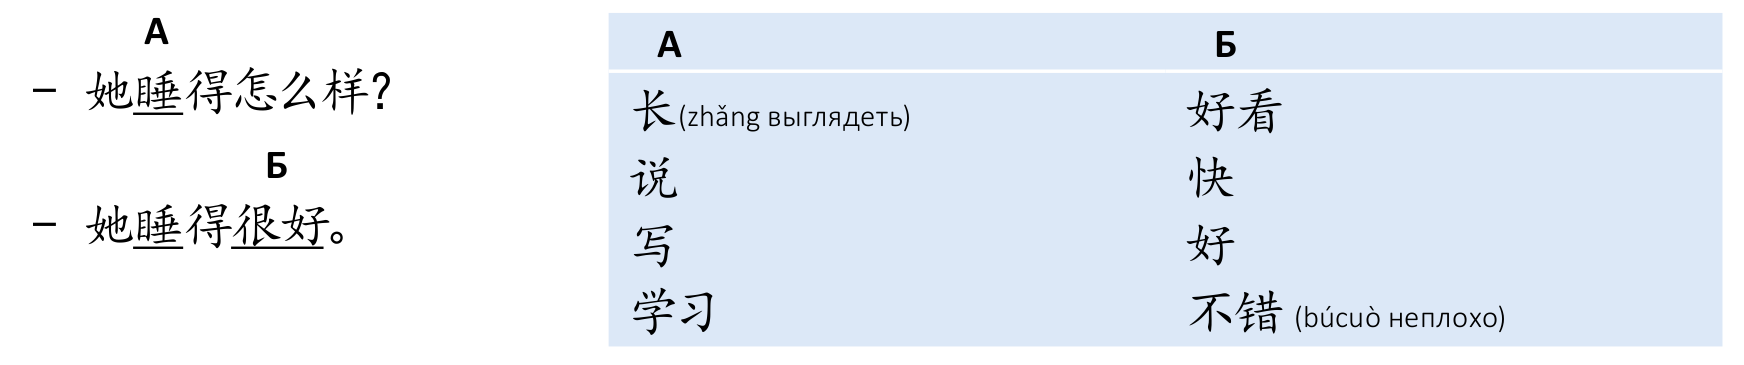 А
– 她睡得怎么样?
Б
– 她睡得很好。
А Б
长(zhǎng выглядеть) 好看
说 快
写 好
学习 不错 (búcuò неплохо)